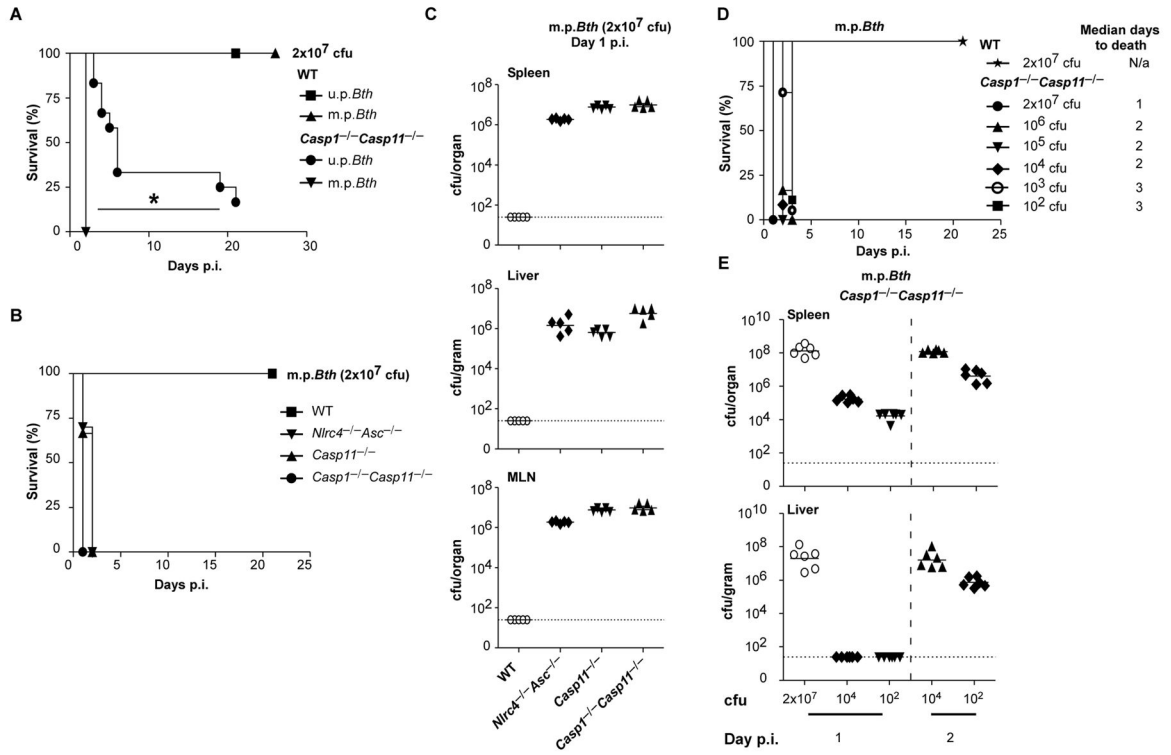 A
Survival (%)
100
75
50
25
0
0
10
20
30
Days p.i.
*
2x10⁷ cfu
WT
u.p.Bth
m.p.Bth
Casp1–/–Casp11–/–
u.p.Bth
m.p.Bth
B
Survival (%)
100
75
50
25
0
0
5
10
15
20
25
Days p.i.
m.p.Bth (2x10⁷ cfu)
WT
Nlrc4–/–Asc–/–
Casp11–/–
Casp1–/–Casp11–/–
C
m.p.Bth (2x10⁷ cfu)
Day 1 p.i.
Spleen
cfu/organ
10⁸
10⁶
10⁴
10²
0
Liver
cfu/gram
10⁸
10⁶
10⁴
10²
0
MLN
cfu/organ
10⁸
10⁶
10⁴
10²
0
WT
Nlrc4–/–Asc–/–
Casp11–/–
Casp1–/–Casp11–/–
D
m.p.Bth
Survival (%)
100
75
50
25
0
0
5
10
15
20
25
Days p.i.
Median days
to death
WT
2x10⁷ cfu N/a
Casp1–/–Casp11–/–
2x10⁷ cfu 1
10⁶ cfu 2
10⁵ cfu 2
10⁴ cfu 2
10³ cfu 3
10² cfu 3
E
m.p.Bth
Casp1–/–Casp11–/–
Spleen
cfu/organ
10¹⁰
10⁸
10⁶
10⁴
10²
0
Liver
cfu/gram
10¹⁰
10⁸
10⁶
10⁴
10²
0
cfu 2x10⁷ 10⁴ 10² 10⁴ 10²
Day p.i. 1 2